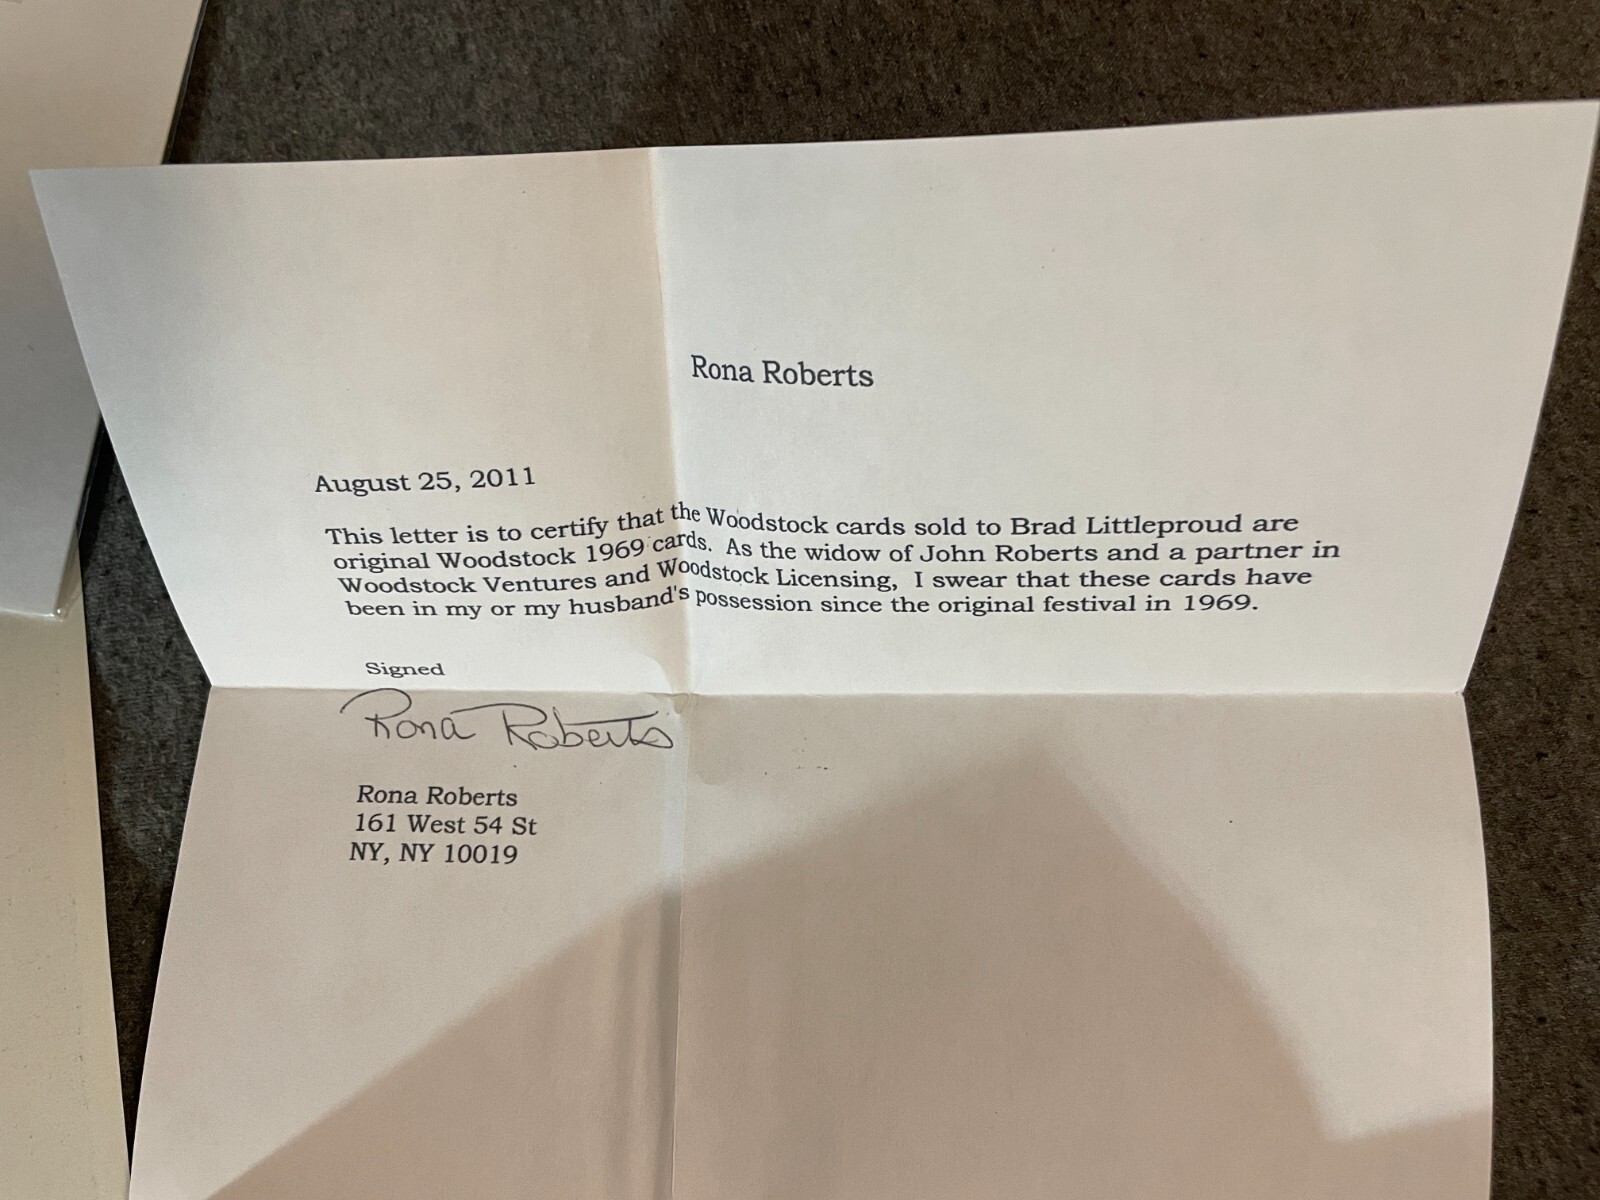 Rona Roberts
August 25, 2011
This letter is to certify that the Woodstock cards sold to Brad Littleproud are
original Woodstock 1969 cards. As the widow of John Roberts and a partner in
Woodstock Ventures and Woodstock Licensing, I swear that these cards have
been in my or my husband's possession since the original festival in 1969.
Signed
Rona Roberts
Rona Roberts
161 West 54 St
NY, NY 10019